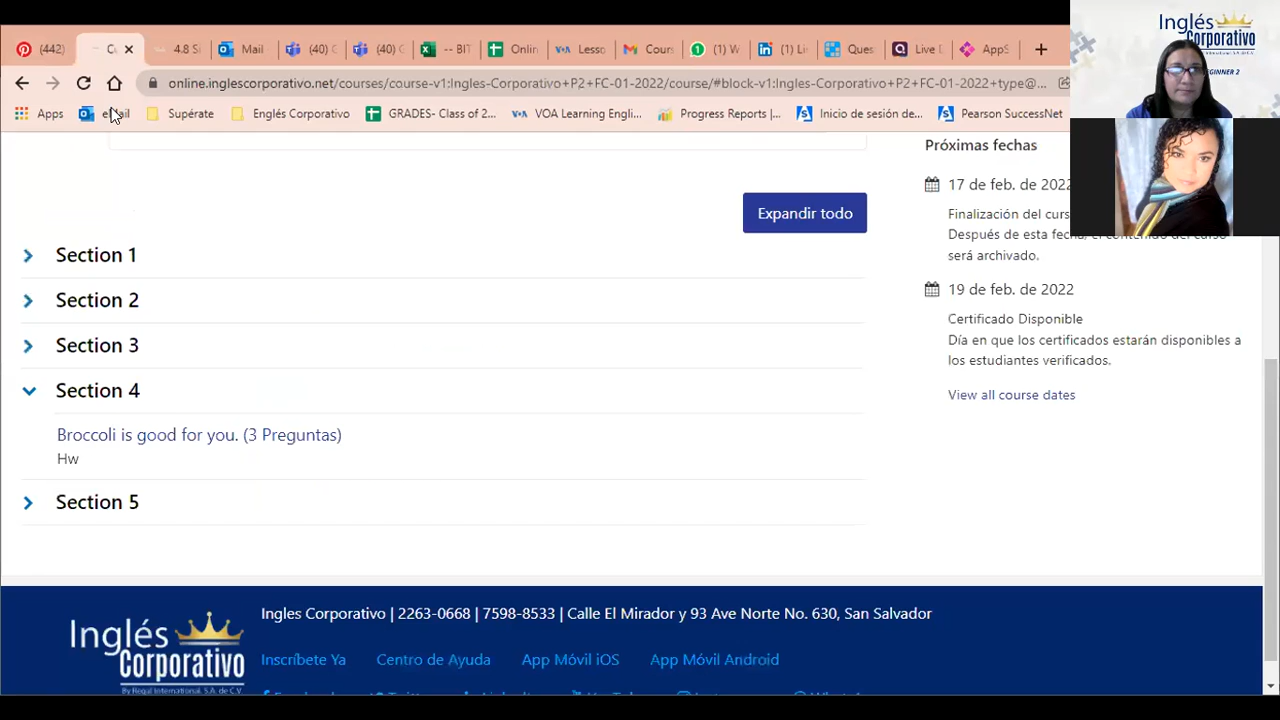 (442)
4.8 Si
Mail
(40) C
(40) C
-- BIT
Onlin
Lesso
Cours
(1) W
(1) Li
Ques
Live D
AppS
online.inglescorporativo.net/courses/course-v1:Ingles-Corporativo+P2+FC-01-2022/course/#block-v1:Ingles-Corporativo+P2+FC-01-2022+type@...
Apps
Supérate
Englés Corporativo
GRADES- Class of 2...
VOA Learning Engli...
Progress Reports |...
Inicio de sesión de...
Pearson SuccessNet
Inglés
Corporativo
Próximas fechas
17 de feb. de 2022
Finalización del curs
Después de esta fecha, el contenido del curso
será archivado.
Expandir todo
Section 1
Section 2
19 de feb. de 2022
Certificado Disponible
Día en que los certificados estarán disponibles a
los estudiantes verificados.
Section 3
Section 4
View all course dates
Broccoli is good for you. (3 Preguntas)
Hw
Section 5
Inglés
Corporativo
By Regal International, S.A. de C.V.
Ingles Corporativo | 2263-0668 | 7598-8533 | Calle El Mirador y 93 Ave Norte No. 630, San Salvador
Inscríbete Ya
Centro de Ayuda
App Móvil iOS
App Móvil Android